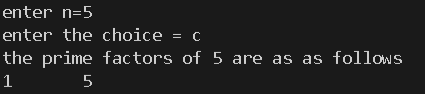 enter n=5
enter the choice = c
the prime factors of 5 are as as follows
1       5